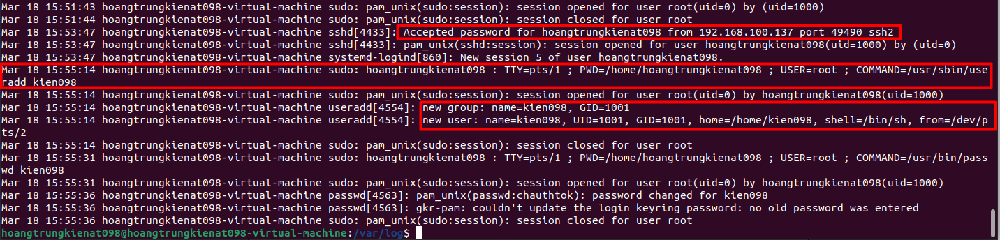 Mar 18 15:51:43 hoangtrungkienat098-virtual-machine sudo: pam_unix(sudo:session): session opened for user root(uid=0) by (uid=1000)
Mar 18 15:51:44 hoangtrungkienat098-virtual-machine sudo: pam_unix(sudo:session): session closed for user root
Mar 18 15:53:47 hoangtrungkienat098-virtual-machine sshd[4433]: Accepted password for hoangtrungkienat098 from 192.168.100.137 port 49490 ssh2
Mar 18 15:53:47 hoangtrungkienat098-virtual-machine sshd[4433]: pam_unix(sshd:session): session opened for user hoangtrungkienat098(uid=1000) by (uid=0)
Mar 18 15:53:47 hoangtrungkienat098-virtual-machine systemd-logind[860]: New session 5 of user hoangtrungkienat098.
Mar 18 15:55:14 hoangtrungkienat098-virtual-machine sudo: hoangtrungkienat098 : TTY=pts/1 ; PWD=/home/hoangtrungkienat098 ; USER=root ; COMMAND=/usr/sbin/use
radd kien098
Mar 18 15:55:14 hoangtrungkienat098-virtual-machine sudo: pam_unix(sudo:session): session opened for user root(uid=0) by hoangtrungkienat098(uid=1000)
Mar 18 15:55:14 hoangtrungkienat098-virtual-machine useradd[4554]: new group: name=kien098, GID=1001
Mar 18 15:55:14 hoangtrungkienat098-virtual-machine useradd[4554]: new user: name=kien098, UID=1001, GID=1001, home=/home/kien098, shell=/bin/sh, from=/dev/p
ts/2
Mar 18 15:55:14 hoangtrungkienat098-virtual-machine sudo: pam_unix(sudo:session): session closed for user root
Mar 18 15:55:31 hoangtrungkienat098-virtual-machine sudo: hoangtrungkienat098 : TTY=pts/1 ; PWD=/home/hoangtrungkienat098 ; USER=root ; COMMAND=/usr/bin/pass
wd kien098
Mar 18 15:55:31 hoangtrungkienat098-virtual-machine sudo: pam_unix(sudo:session): session opened for user root(uid=0) by hoangtrungkienat098(uid=1000)
Mar 18 15:55:36 hoangtrungkienat098-virtual-machine passwd[4563]: pam_unix(passwd:chauthtok): password changed for kien098
Mar 18 15:55:36 hoangtrungkienat098-virtual-machine passwd[4563]: gkr-pam: couldn't update the login keyring password: no old password was entered
Mar 18 15:55:36 hoangtrungkienat098-virtual-machine sudo: pam_unix(sudo:session): session closed for user root
hoangtrungkienat098@hoangtrungkienat098-virtual-machine:/var/log$